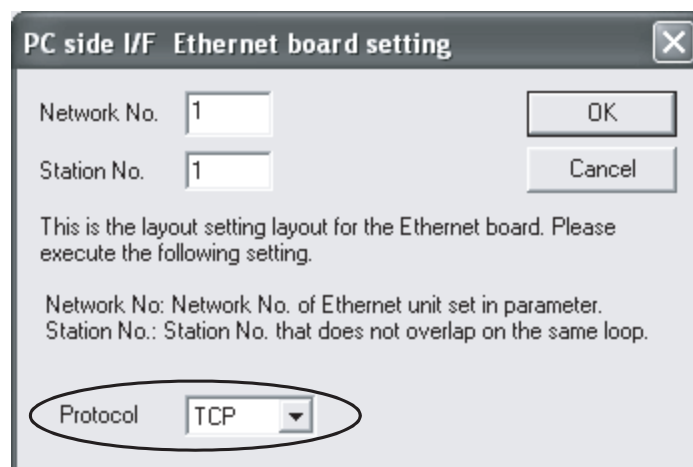 PC side I/F Ethernet board setting
Network No. 1
OK
Station No. 1
Cancel
This is the layout setting layout for the Ethernet board. Please
execute the following setting.
Network No: Network No. of Ethernet unit set in parameter.
Station No.: Station No. that does not overlap on the same loop.
Protocol TCP